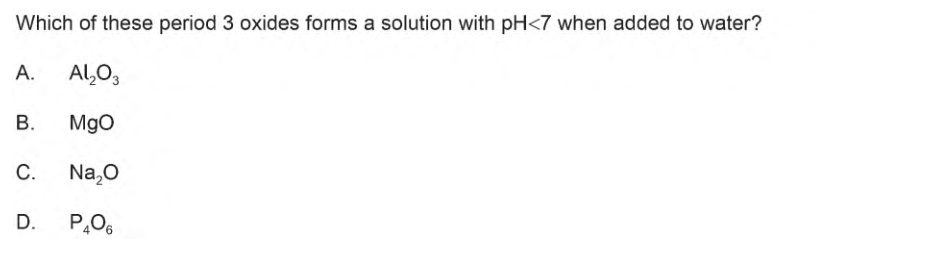 Which of these period 3 oxides forms a solution with pH<7 when added to water?
A. Al₂O₃
B. MgO
C. Na₂O
D. P₄O₆